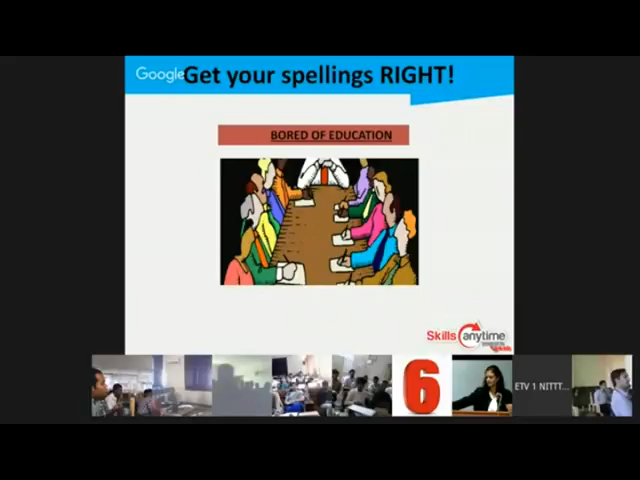 Google
Get your spellings RIGHT!
BORED OF EDUCATION
Skills anytime
6
ETV 1 NITTT...